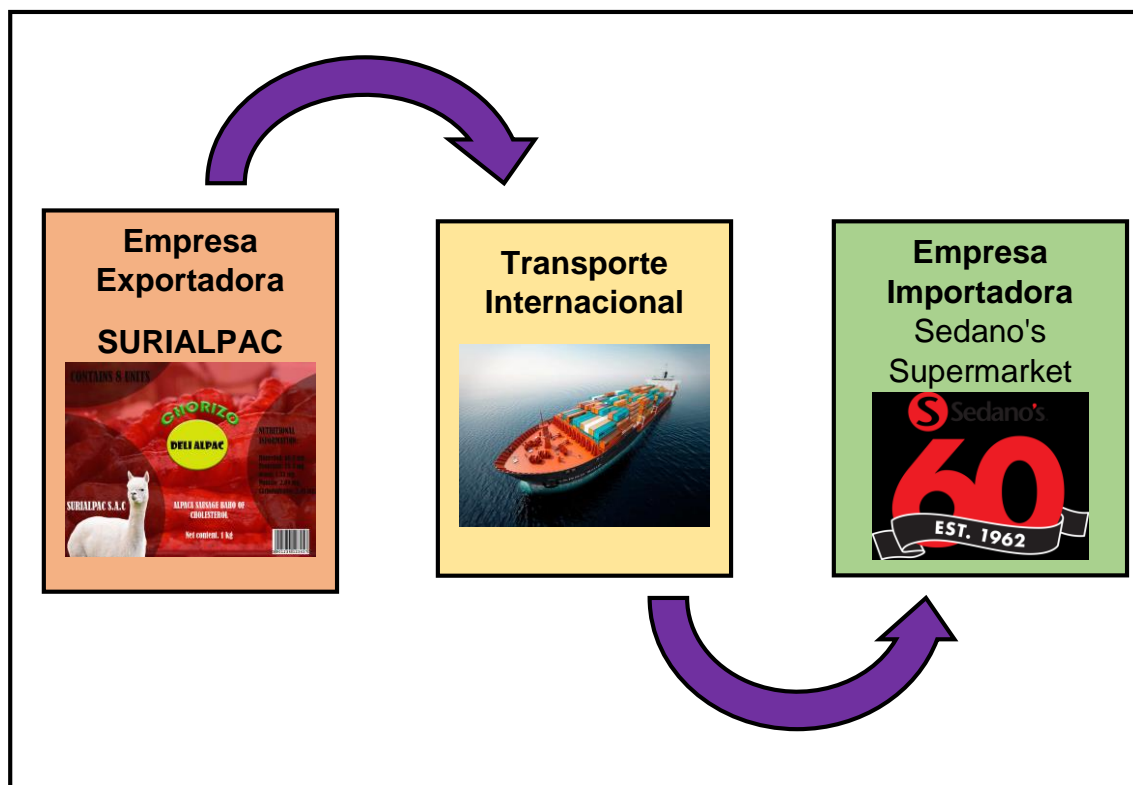 Empresa
Exportadora
SURIALPAC
CONTAINS 8 UNITS
CHORIZO
DELI ALPAC
NUTRITIONAL
INFORMATION
SURIALPAC S.A.C
ALPACA SAUSAGE BAHO OF
CHOLESTEROL
Net content. 1 kg
Transporte
Internacional
Empresa
Importadora
Sedano's
Supermarket
S Sedano's
60
EST. 1962